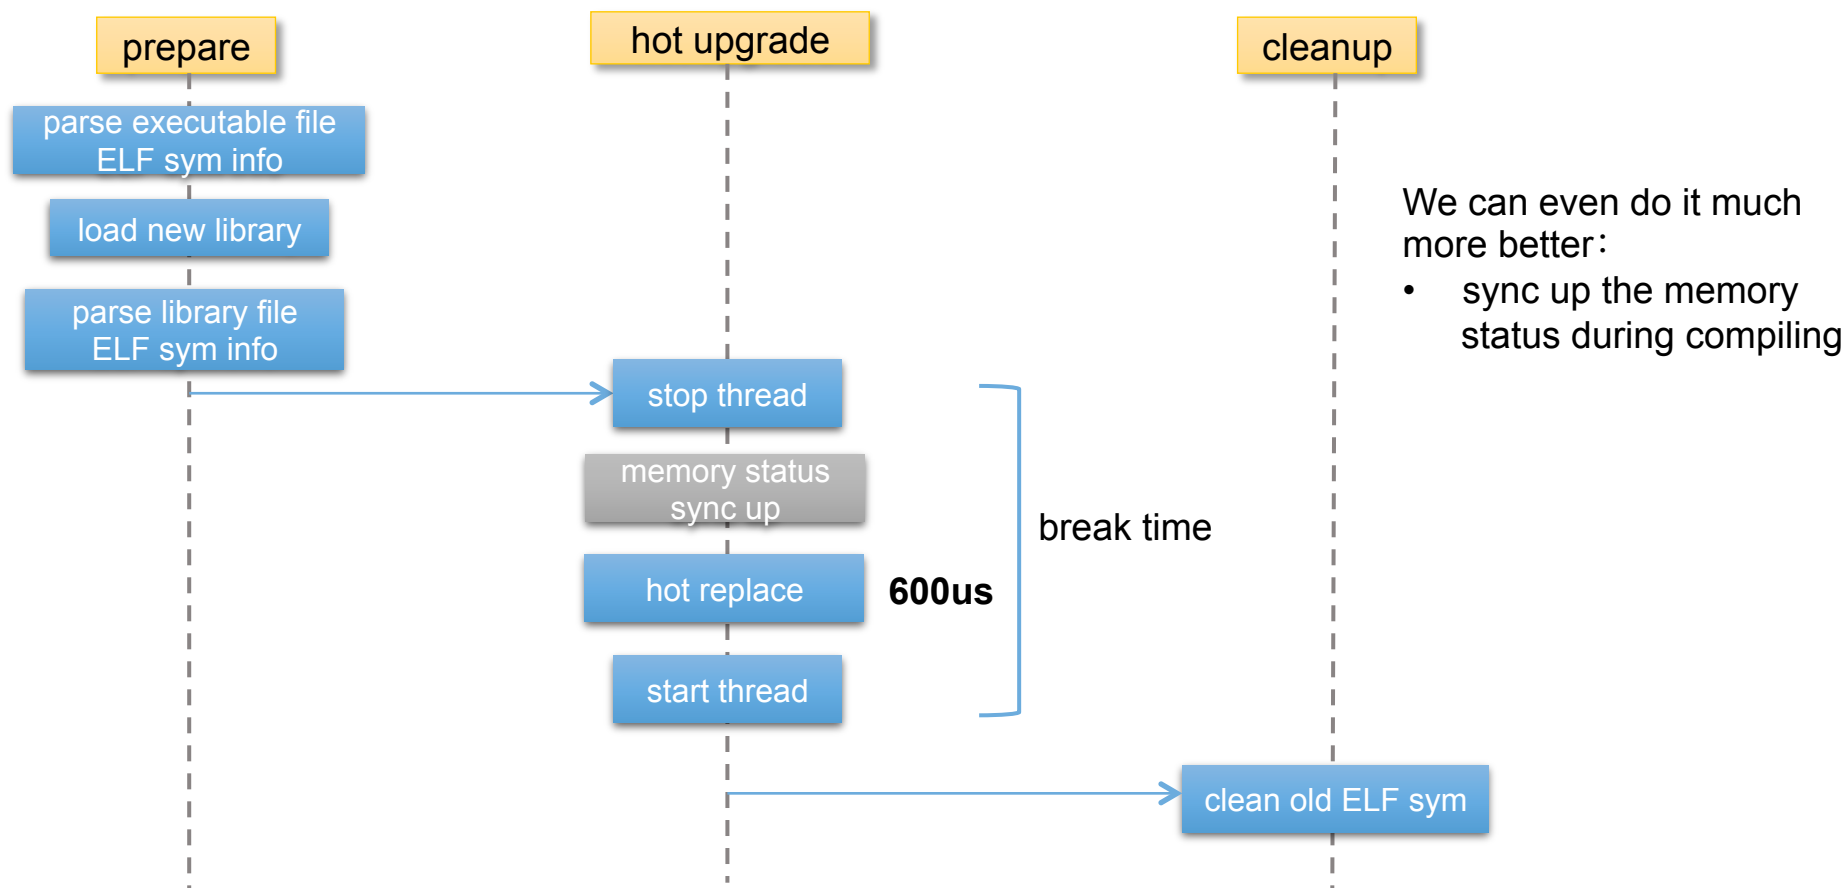 prepare
hot upgrade
cleanup
parse executable file
ELF sym info
load new library
parse library file
ELF sym info
We can even do it much
more better：
• sync up the memory
status during compiling
stop thread
memory status
sync up
break time
hot replace
600us
start thread
clean old ELF sym